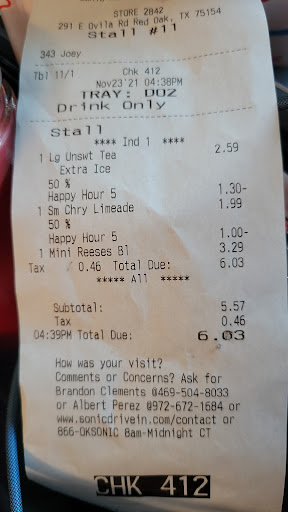 STORE 2842
291 E Ovila Rd Red Oak, TX 75154
Stall #11
343 Joey
Tbl 11/1 Chk 412
Nov23'21 04:38PM
TRAY: DOZ
Drink Only
Stall
**** Ind 1 ****
1 Lg Unswt Tea 2.59
Extra Ice
50 %
Happy Hour 5 1.30-
1 Sm Chry Limeade 1.99
50 %
Happy Hour 5 1.00-
1 Mini Reeses Bl 3.29
Tax 0.46 Total Due: 6.03
***** All *****
Subtotal: 5.57
Tax 0.46
04:39PM Total Due: 6.03
How was your visit?
Comments or Concerns? Ask for
Brandon Clements @469-504-8033
or Albert Perez @972-672-1684 or
www.sonicdrivein.com/contact or
866-OKSONIC 8am-Midnight CT
CHK 412